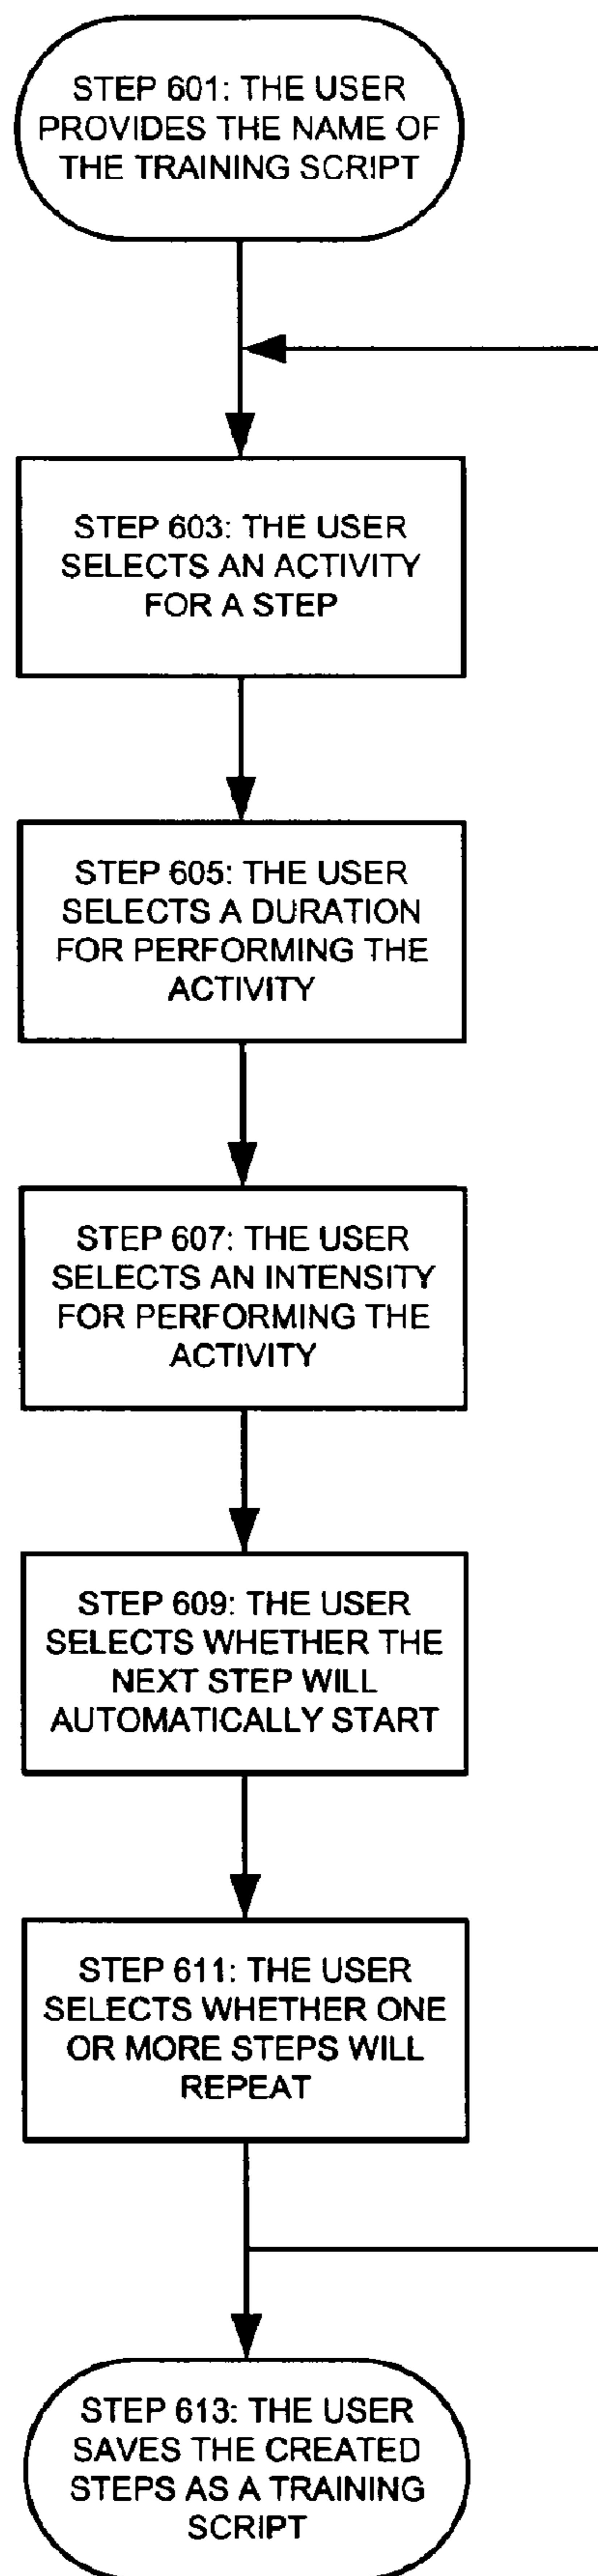 STEP 601: THE USER
PROVIDES THE NAME OF
THE TRAINING SCRIPT
STEP 603: THE USER
SELECTS AN ACTIVITY
FOR A STEP
STEP 605: THE USER
SELECTS A DURATION
FOR PERFORMING THE
ACTIVITY
STEP 607: THE USER
SELECTS AN INTENSITY
FOR PERFORMING THE
ACTIVITY
STEP 609: THE USER
SELECTS WHETHER THE
NEXT STEP WILL
AUTOMATICALLY START
STEP 611: THE USER
SELECTS WHETHER ONE
OR MORE STEPS WILL
REPEAT
STEP 613: THE USER
SAVES THE CREATED
STEPS AS A TRAINING
SCRIPT